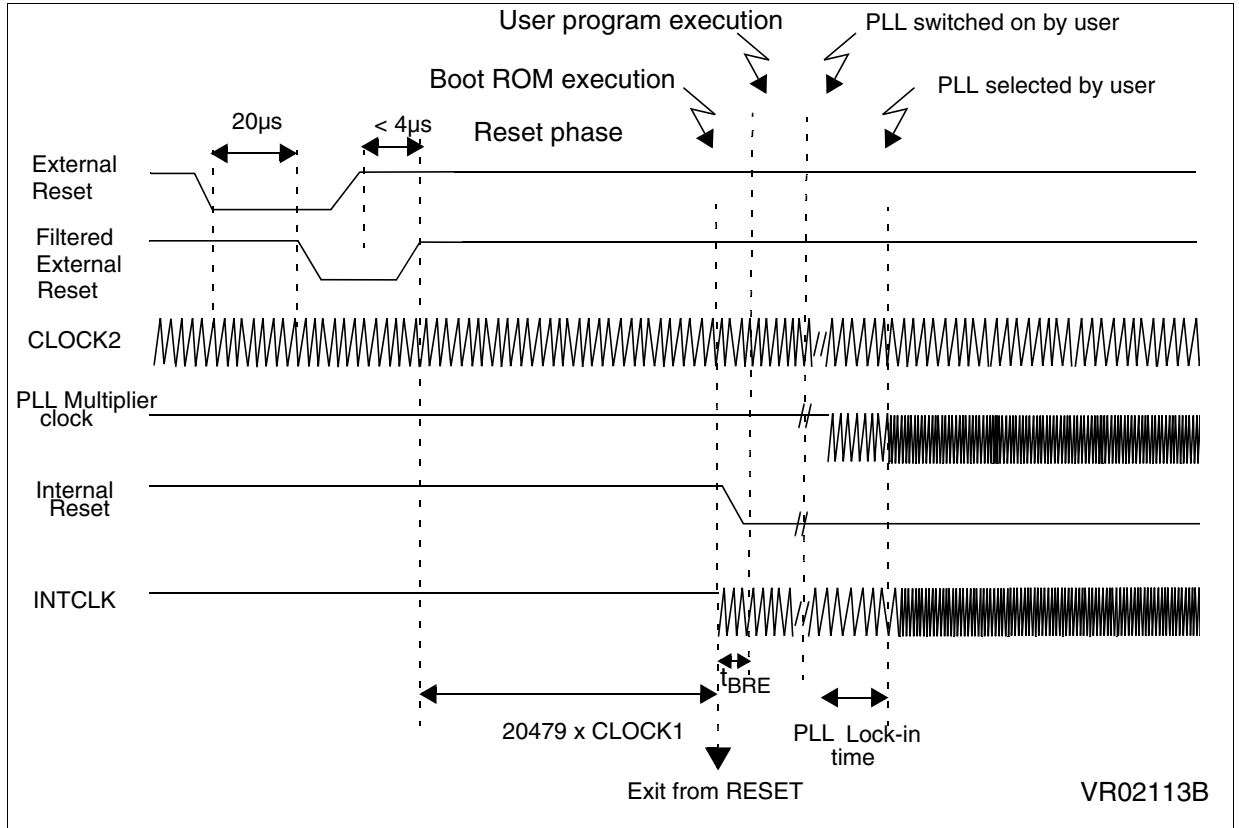 User program execution
PLL switched on by user
Boot ROM execution
PLL selected by user
20µs
< 4µs
Reset phase
External
Reset
Filtered
External
Reset
CLOCK2
PLL Multiplier
clock
Internal
Reset
INTCLK
tBRE
20479 x CLOCK1
PLL Lock-in
time
Exit from RESET
VR02113B